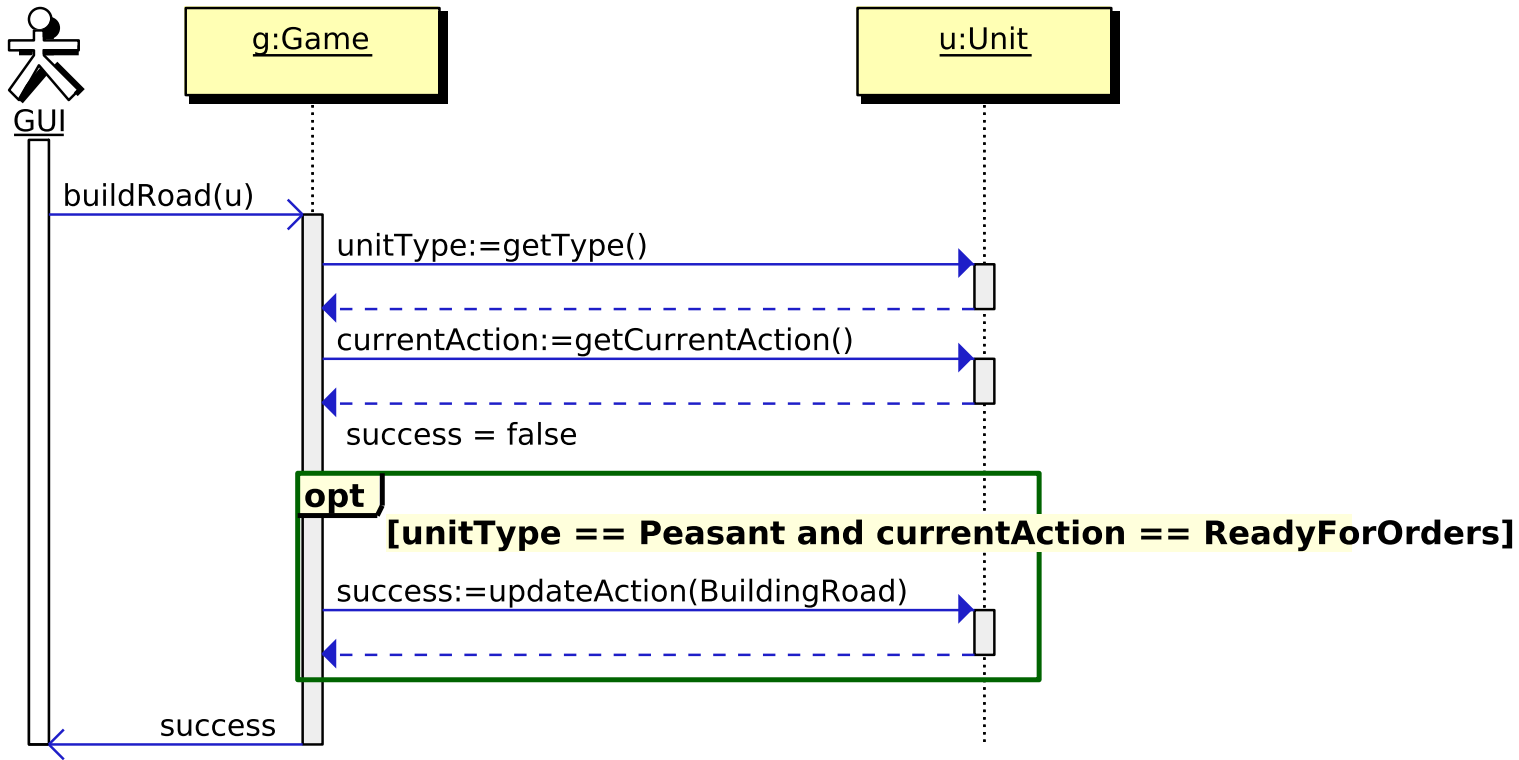 g:Game
u:Unit
GUI
buildRoad(u)
unitType:=getType()
currentAction:=getCurrentAction()
success = false
opt
[unitType == Peasant and currentAction == ReadyForOrders]
success:=updateAction(BuildingRoad)
success